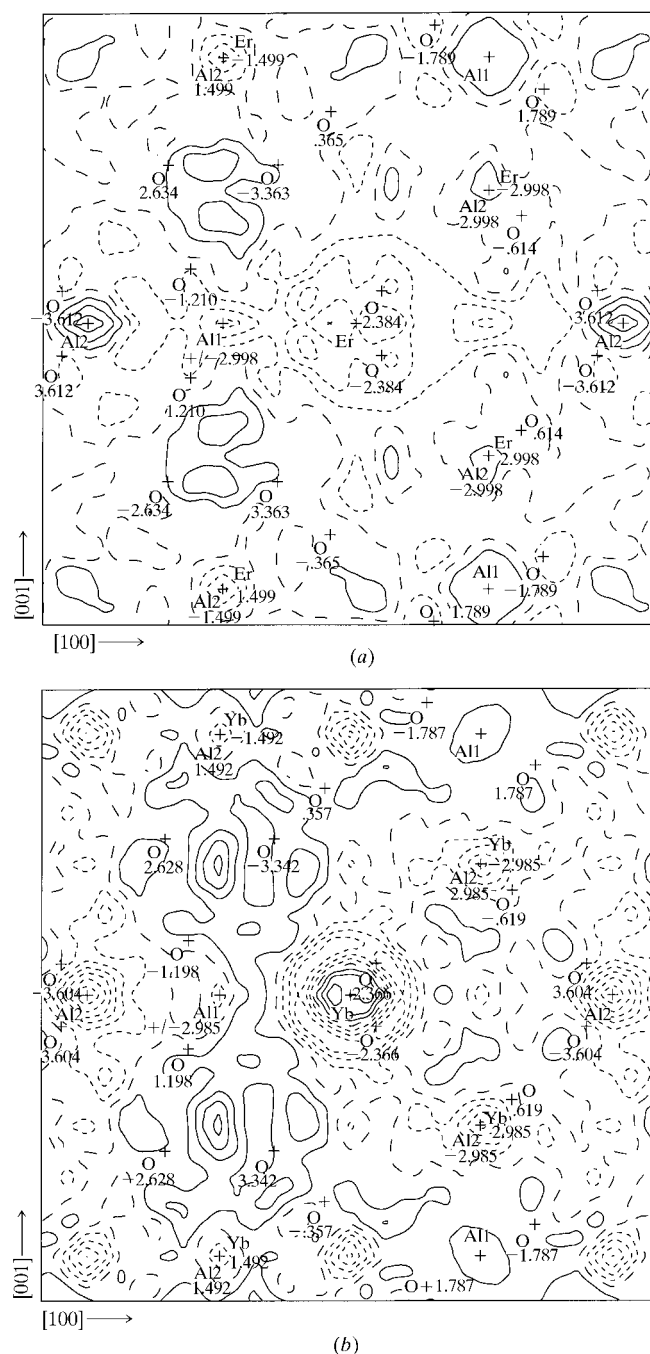 O
−1.789
Er
−1.499
Al2
1.499
Al1
O
1.789
O
.365
O
2.634
O
−3.363
Er
−2.998
Al2
2.998
O
−.614
O
−1.210
O
−3.612
Al2
Al1
+/−2.998
Er
O
2.384
O
3.612
Al2
O
3.612
O
1.210
O
−2.384
O
−3.612
O
.614
Er
2.998
Al2
−2.998
O
−2.634
O
3.363
O
−.365
Er
1.499
Al2
−1.499
Al1
O
−1.789
O
1.789
[001]
[100]
(a)
Yb
−1.492
Al2
1.492
O
−1.787
Al1
O
1.787
O
.357
O
2.628
O
−3.342
Yb
−2.985
Al2
2.985
O
−.619
O
−1.198
O
−3.604
Al2
Al1
+/−2.985
O
2.366
Yb
O
3.604
Al2
O
3.604
O
1.198
O
−2.366
O
−3.604
O
.619
Yb
2.985
Al2
−2.985
O
+2.628
O
3.342
O
−.357
Yb
1.492
Al2
1.492
Al1
O
−1.787
O+1.787
[001]
[100]
(b)